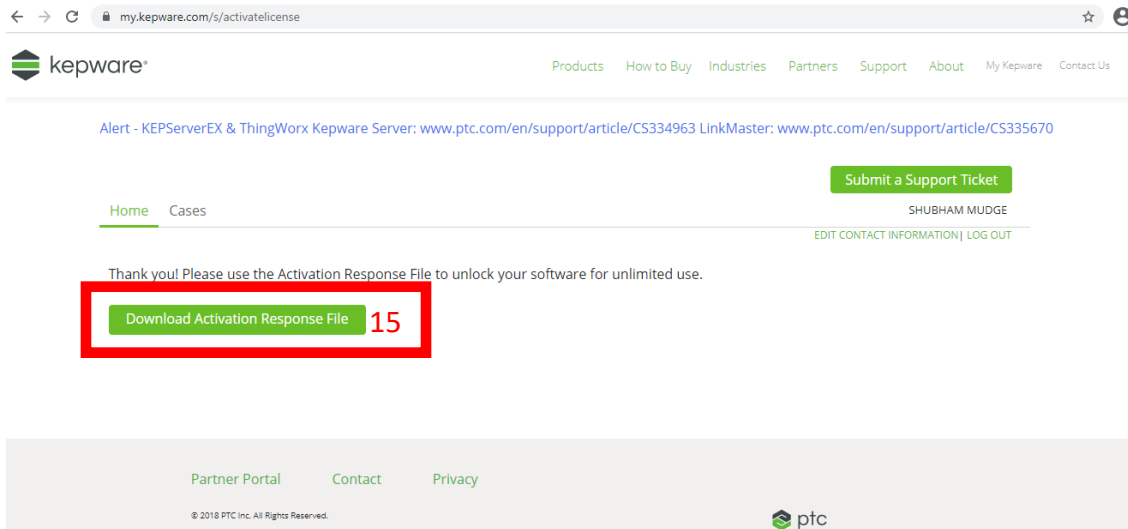 my.kepware.com/s/activatelicense
kepware®
Products How to Buy Industries Partners Support About My Kepware Contact Us
Alert - KEPServerEX & ThingWorx Kepware Server: www.ptc.com/en/support/article/CS334963 LinkMaster: www.ptc.com/en/support/article/CS335670
Submit a Support Ticket
Home Cases SHUBHAM MUDGE
EDIT CONTACT INFORMATION| LOG OUT
Thank you! Please use the Activation Response File to unlock your software for unlimited use.
Download Activation Response File 15
Partner Portal Contact Privacy
© 2018 PTC Inc. All Rights Reserved.
ptc